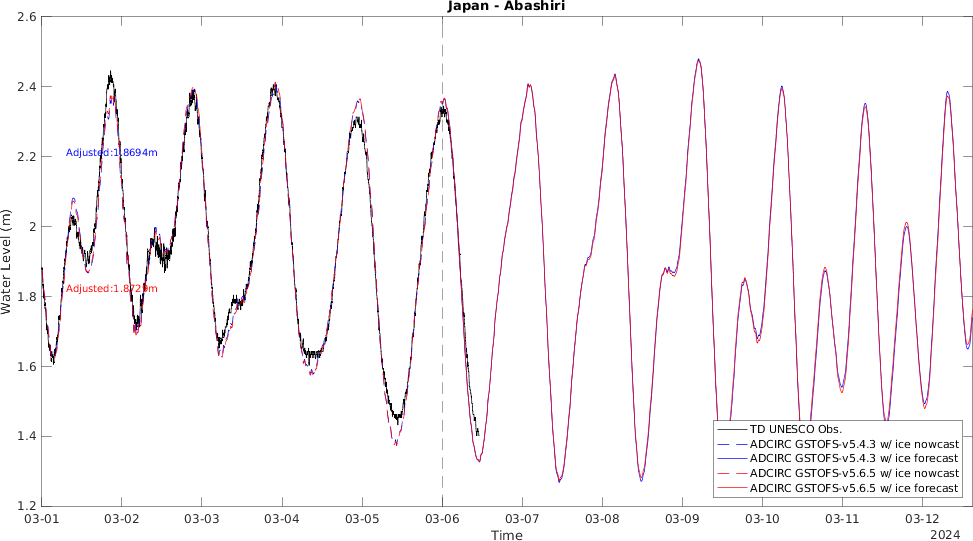 Japan - Abashiri
2.6
2.4
2.2
2
1.8
1.6
1.4
1.2
Water Level (m)
Adjusted:1.8694m
Adjusted:1.8729m
TD UNESCO Obs.
ADCIRC GSTOFS-v5.4.3 w/ ice nowcast
ADCIRC GSTOFS-v5.4.3 w/ ice forecast
ADCIRC GSTOFS-v5.6.5 w/ ice nowcast
ADCIRC GSTOFS-v5.6.5 w/ ice forecast
03-01 03-02 03-03 03-04 03-05 03-06 03-07 03-08 03-09 03-10 03-11 03-12
Time
2024